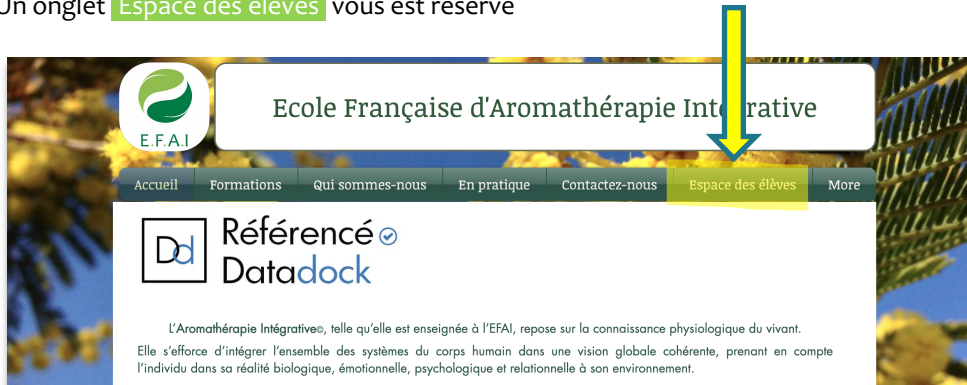 Un onglet Espace des élèves vous est réservé
E.F.A.I
Ecole Française d'Aromathérapie Intégrative
Accueil Formations Qui sommes-nous En pratique Contactez-nous Espace des élèves More
Dd
Référencé
Datadock
L'Aromathérapie Intégrative©, telle qu'elle est enseignée à l'EFAI, repose sur la connaissance physiologique du vivant.
Elle s'efforce d'intégrer l'ensemble des systèmes du corps humain dans une vision globale cohérente, prenant en compte
l'individu dans sa réalité biologique, émotionnelle, psychologique et relationnelle à son environnement.